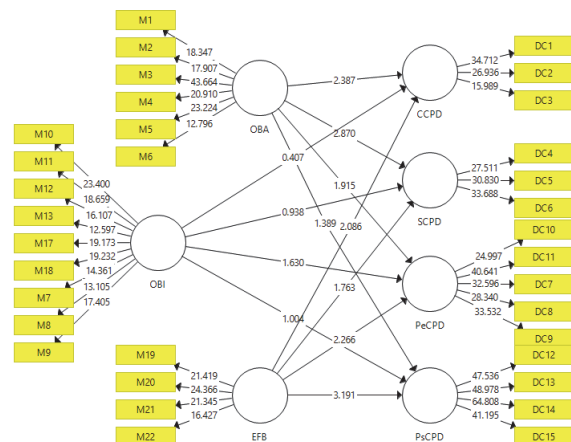 M1
M2
M3
M4
M5
M6
18.347
17.907
43.664
20.910
23.224
12.796
OBA
M10
M11
M12
M13
M17
M18
M7
M8
M9
23.400
18.659
16.107
12.597
19.173
19.232
14.361
13.105
17.405
OBI
M19
M20
M21
M22
21.419
24.366
21.345
16.427
EFB
2.387
2.870
0.407
1.915
1.389
2.086
0.938
1.630
1.763
1.004
2.266
3.191
CCPD
34.712
26.936
15.989
DC1
DC2
DC3
SCPD
27.511
30.830
33.688
DC4
DC5
DC6
PeCPD
24.997
40.641
32.596
28.340
33.532
DC10
DC11
DC7
DC8
DC9
PsCPD
47.536
48.978
64.808
41.195
DC12
DC13
DC14
DC15